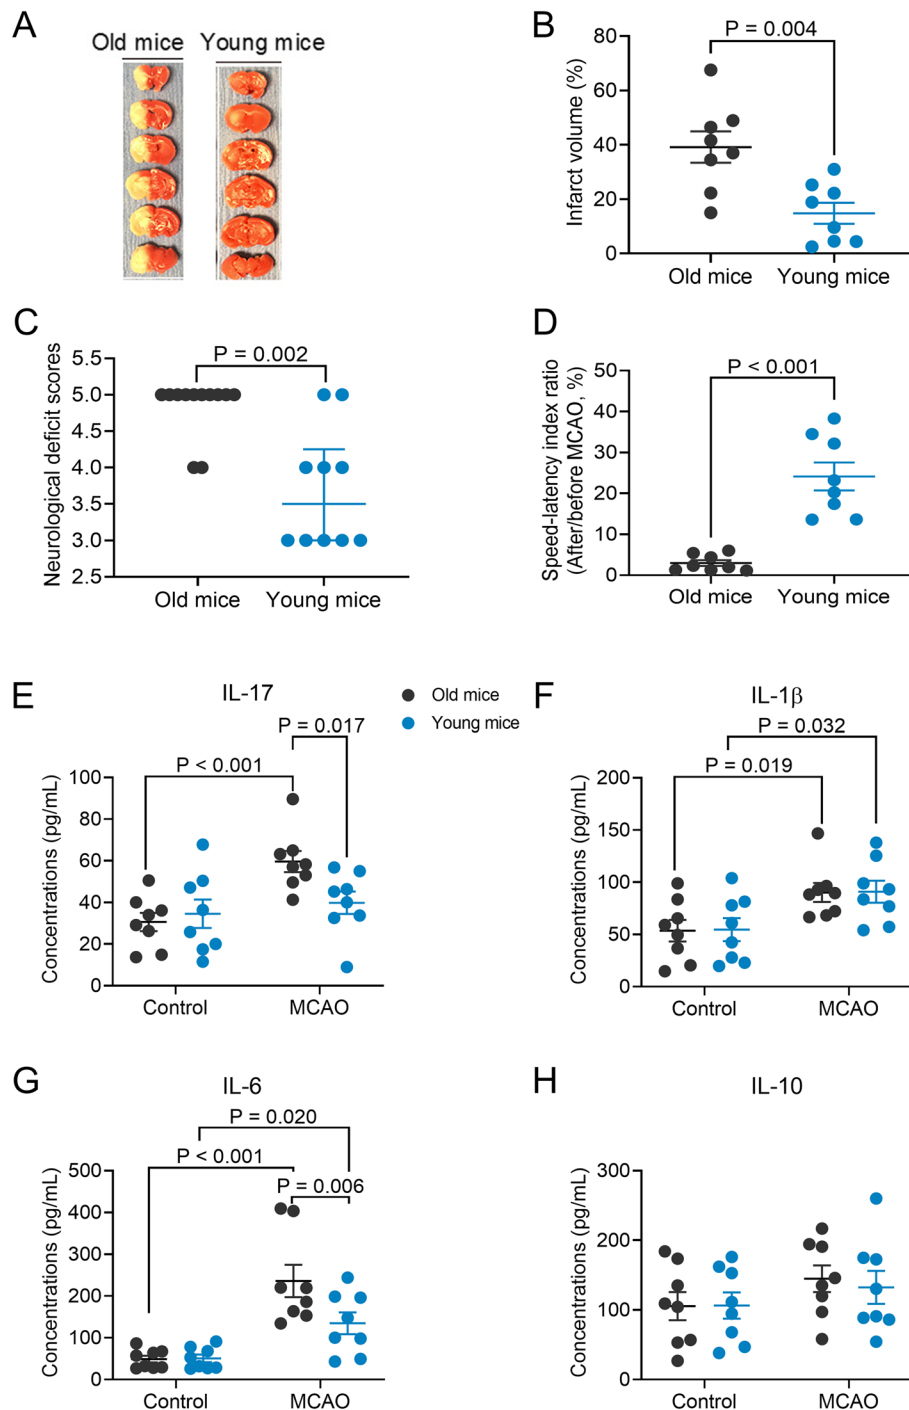 A
Old mice Young mice
B
P = 0.004
Infarct volume (%)
80
60
40
20
0
Old mice Young mice
C
P = 0.002
Neurological deficit scores
5.5
5.0
4.5
4.0
3.5
3.0
2.5
Old mice Young mice
D
P < 0.001
Speed-latency index ratio
(After/before MCAO, %)
50
40
30
20
10
0
Old mice Young mice
E
IL-17
Old mice
Young mice
P = 0.017
P < 0.001
Concentrations (pg/mL)
100
80
60
40
20
0
Control MCAO
F
IL-1β
P = 0.032
P = 0.019
Concentrations (pg/mL)
200
150
100
50
0
Control MCAO
G
IL-6
P = 0.020
P < 0.001
P = 0.006
Concentrations (pg/mL)
500
400
300
200
100
0
Control MCAO
H
IL-10
Concentrations (pg/mL)
300
200
100
0
Control MCAO